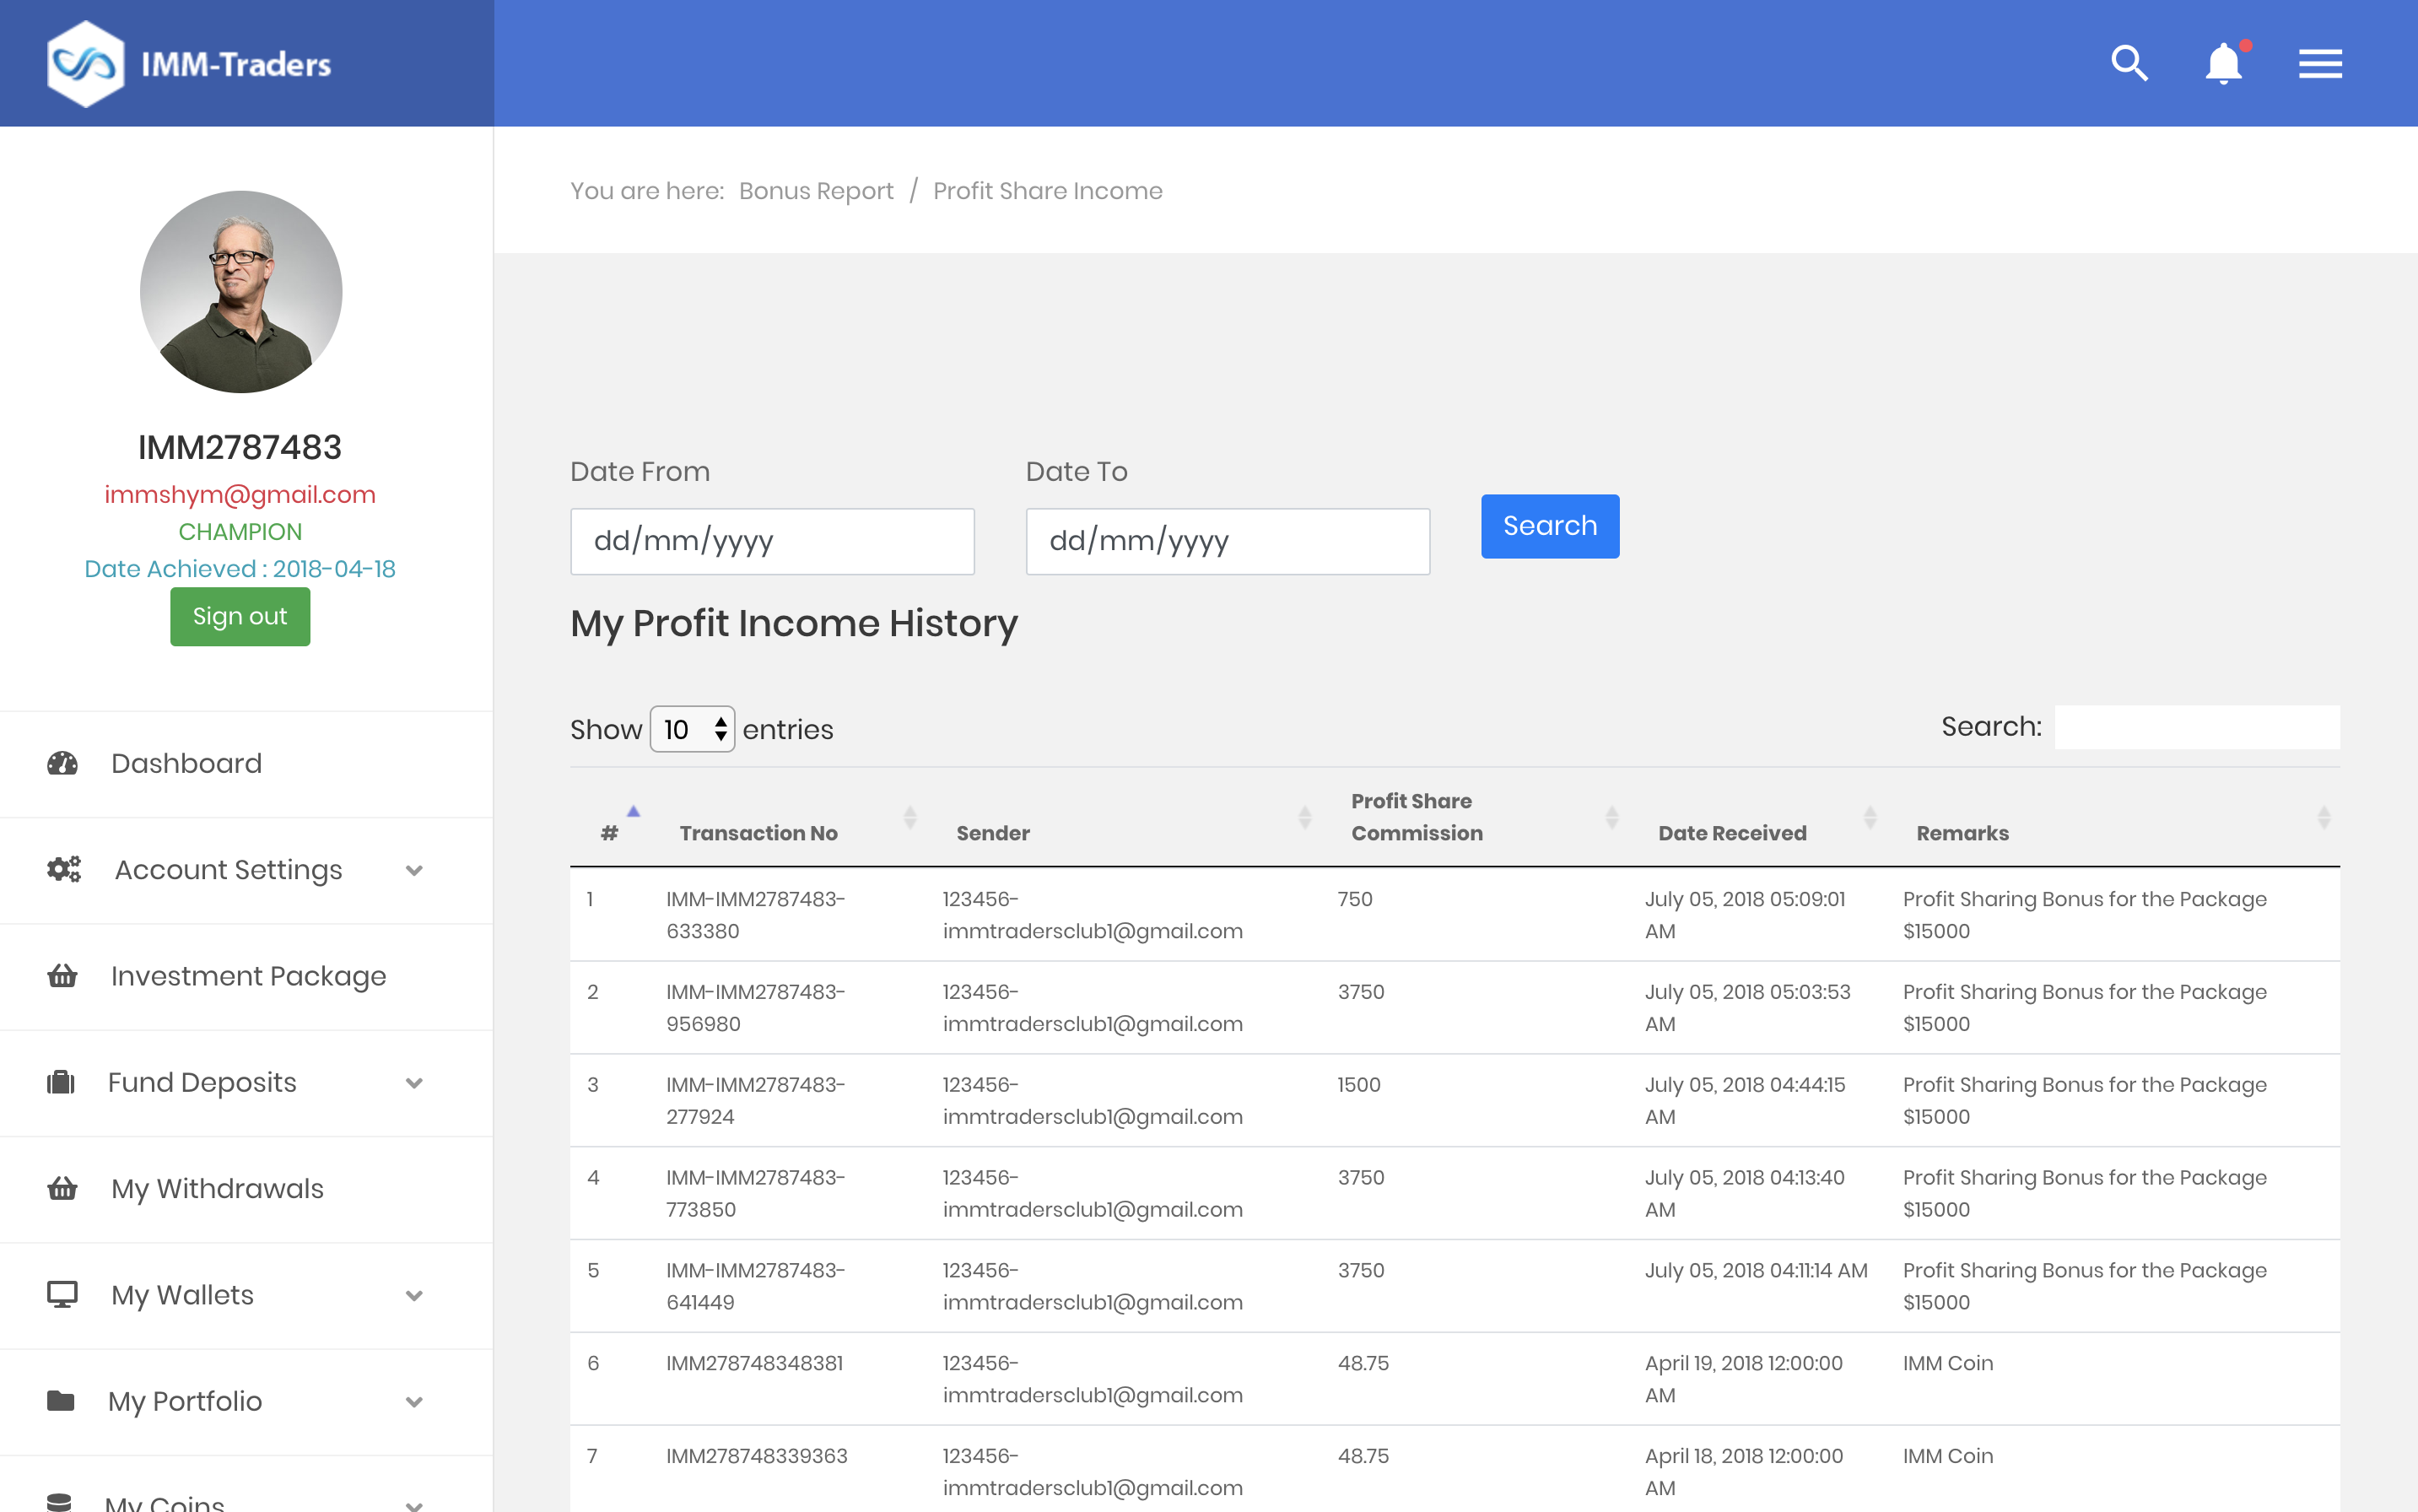 IMM-Traders
You are here: Bonus Report / Profit Share Income
IMM2787483
immshym@gmail.com
CHAMPION
Date Achieved : 2018-04-18
Sign out
Dashboard
Account Settings
Investment Package
Fund Deposits
My Withdrawals
My Wallets
My Portfolio
My Coins
Date From
Date To
dd/mm/yyyy
dd/mm/yyyy
Search
My Profit Income History
Show 10 entries
Search:
# Transaction No Sender Profit Share Commission Date Received Remarks
1 IMM-IMM2787483- 123456- 750 July 05, 2018 05:09:01 Profit Sharing Bonus for the Package
633380 immtradersclub1@gmail.com AM $15000
2 IMM-IMM2787483- 123456- 3750 July 05, 2018 05:03:53 Profit Sharing Bonus for the Package
956980 immtradersclub1@gmail.com AM $15000
3 IMM-IMM2787483- 123456- 1500 July 05, 2018 04:44:15 Profit Sharing Bonus for the Package
277924 immtradersclub1@gmail.com AM $15000
4 IMM-IMM2787483- 123456- 3750 July 05, 2018 04:13:40 Profit Sharing Bonus for the Package
773850 immtradersclub1@gmail.com AM $15000
5 IMM-IMM2787483- 123456- 3750 July 05, 2018 04:11:14 AM Profit Sharing Bonus for the Package
641449 immtradersclub1@gmail.com $15000
6 IMM278748348381 123456- 48.75 April 19, 2018 12:00:00 IMM Coin
immtradersclub1@gmail.com AM
7 IMM278748339363 123456- 48.75 April 18, 2018 12:00:00 IMM Coin
immtradersclub1@gmail.com AM